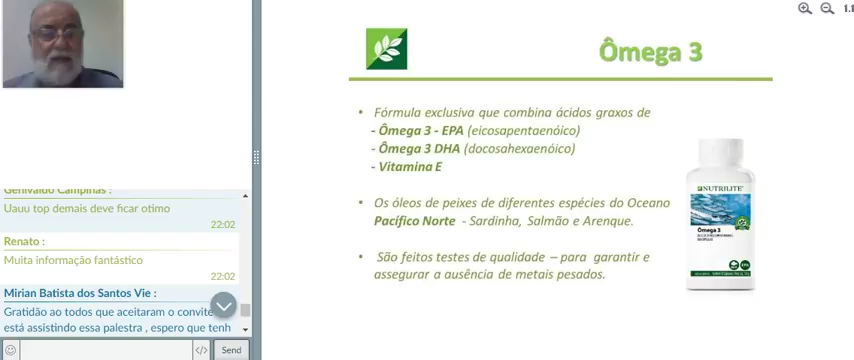 1.1
Genivaldo Campinas :
Uauu top demais deve ficar otimo
22:02
Renato :
Muita informação fantástico
22:02
Mirian Batista dos Santos Vie :
Gratidão ao todos que aceitaram o convite
está assistindo essa palestra , espero que tenh
Send
Ômega 3
• Fórmula exclusiva que combina ácidos graxos de
- Ômega 3 - EPA (eicosapentaenóico)
- Ômega 3 DHA (docosahexaenóico)
- Vitamina E
• Os óleos de peixes de diferentes espécies do Oceano
Pacífico Norte - Sardinha, Salmão e Arenque.
• São feitos testes de qualidade – para garantir e
assegurar a ausência de metais pesados.
NUTRILITE
Ômega 3